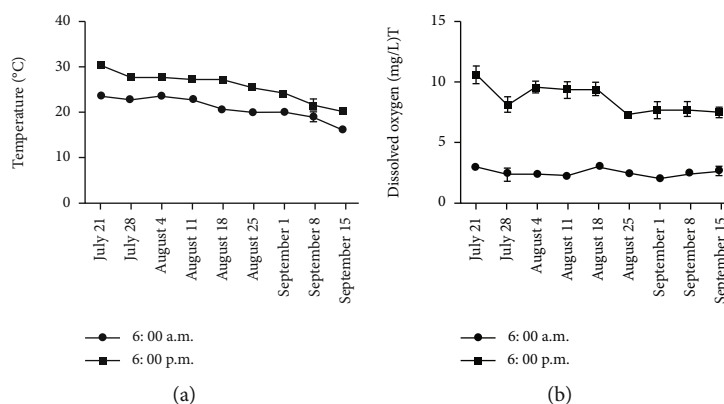 40
30
20
10
0
Temperature (°C)
July 21
July 28
August 4
August 11
August 18
August 25
September 1
September 8
September 15
6: 00 a.m.
6: 00 p.m.
(a)
15
10
5
0
Dissolved oxygen (mg/L)T
July 21
July 28
August 4
August 11
August 18
August 25
September 1
September 8
September 15
6: 00 a.m.
6: 00 p.m.
(b)